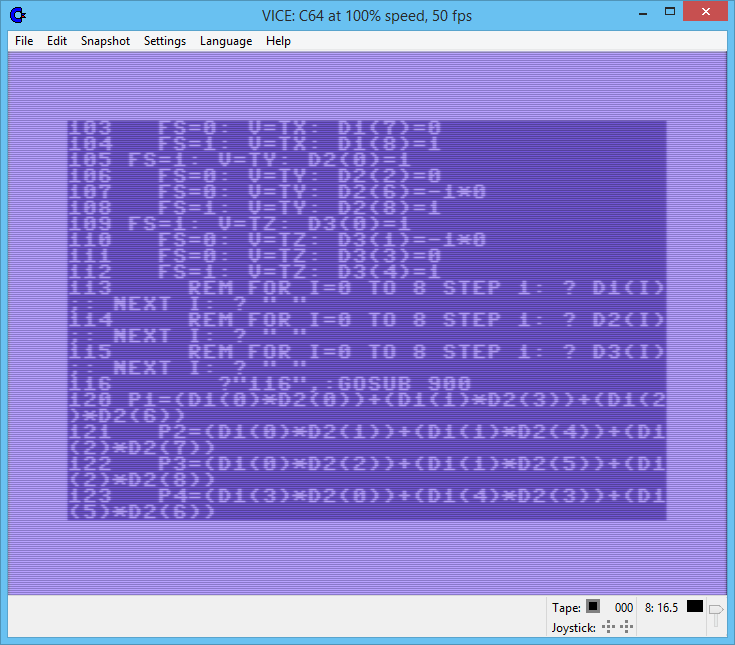 VICE: C64 at 100% speed, 50 fps
File Edit Snapshot Settings Language Help
103   FS=0: V=TX: D1(7)=0
104   FS=1: V=TX: D1(8)=1
105 FS=1: V=TY: D2(0)=1
106   FS=0: V=TY: D2(2)=0
107   FS=0: V=TY: D2(6)=-1*0
108   FS=1: V=TY: D2(8)=1
109 FS=1: V=TZ: D3(0)=1
110   FS=0: V=TZ: D3(1)=-1*0
111   FS=0: V=TZ: D3(3)=0
112   FS=1: V=TZ: D3(4)=1
113     REM FOR I=0 TO 8 STEP 1: ? D1(I)
;: NEXT I: ? " "
114     REM FOR I=0 TO 8 STEP 1: ? D2(I)
;: NEXT I: ? " "
115     REM FOR I=0 TO 8 STEP 1: ? D3(I)
;: NEXT I: ? " "
116       ?"116",:GOSUB 900
120 P1=(D1(0)*D2(0))+(D1(1)*D2(3))+(D1(2
)*D2(6))
121   P2=(D1(0)*D2(1))+(D1(1)*D2(4))+(D1
(2)*D2(7))
122   P3=(D1(0)*D2(2))+(D1(1)*D2(5))+(D1
(2)*D2(8))
123   P4=(D1(3)*D2(0))+(D1(4)*D2(3))+(D1
(5)*D2(6))
Tape: 000 8: 16.5
Joystick: